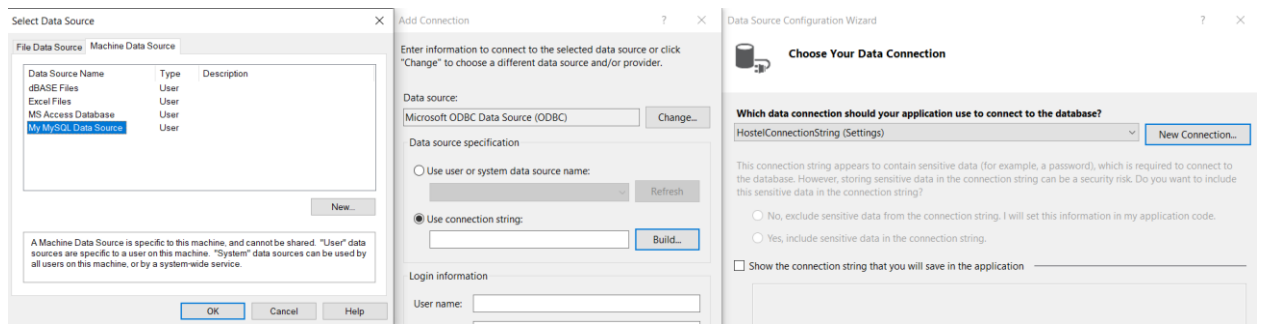 Select Data Source
File Data Source Machine Data Source
Data Source Name Type Description
dBASE Files User
Excel Files User
MS Access Database User
My MySQL Data Source User
New...
A Machine Data Source is specific to this machine, and cannot be shared. "User" data
sources are specific to a user on this machine. "System" data sources can be used by
all users on this machine, or by a system-wide service.
OK Cancel Help
Add Connection
Enter information to connect to the selected data source or click
"Change" to choose a different data source and/or provider.
Data source:
Microsoft ODBC Data Source (ODBC) Change...
Data source specification
Use user or system data source name:
Refresh
Use connection string:
Build...
Login information
User name:
Data Source Configuration Wizard
Choose Your Data Connection
Which data connection should your application use to connect to the database?
HostelConnectionString (Settings) New Connection...
This connection string appears to contain sensitive data (for example, a password), which is required to connect to
the database. However, storing sensitive data in the connection string can be a security risk. Do you want to include
this sensitive data in the connection string?
No, exclude sensitive data from the connection string. I will set this information in my application code.
Yes, include sensitive data in the connection string.
Show the connection string that you will save in the application